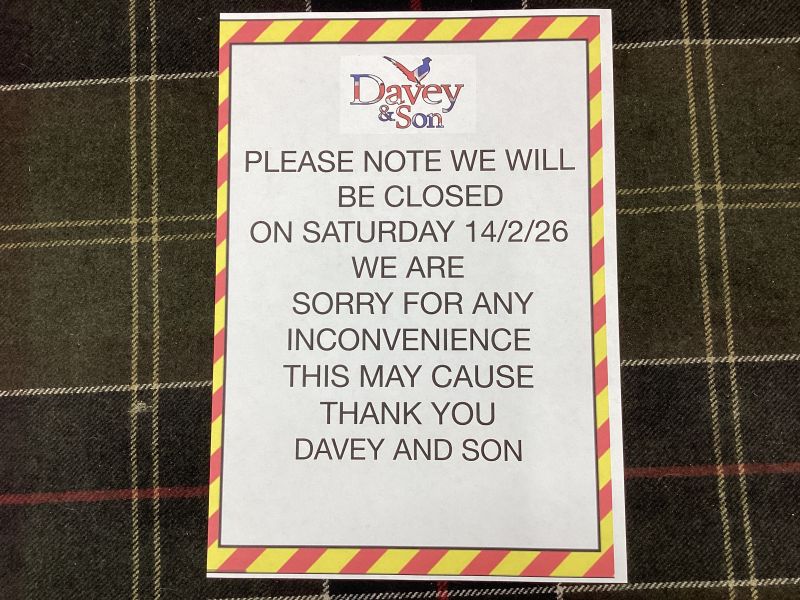 Davey
& Son
PLEASE NOTE WE WILL
BE CLOSED
ON SATURDAY 14/2/26
WE ARE
SORRY FOR ANY
INCONVENIENCE
THIS MAY CAUSE
THANK YOU
DAVEY AND SON